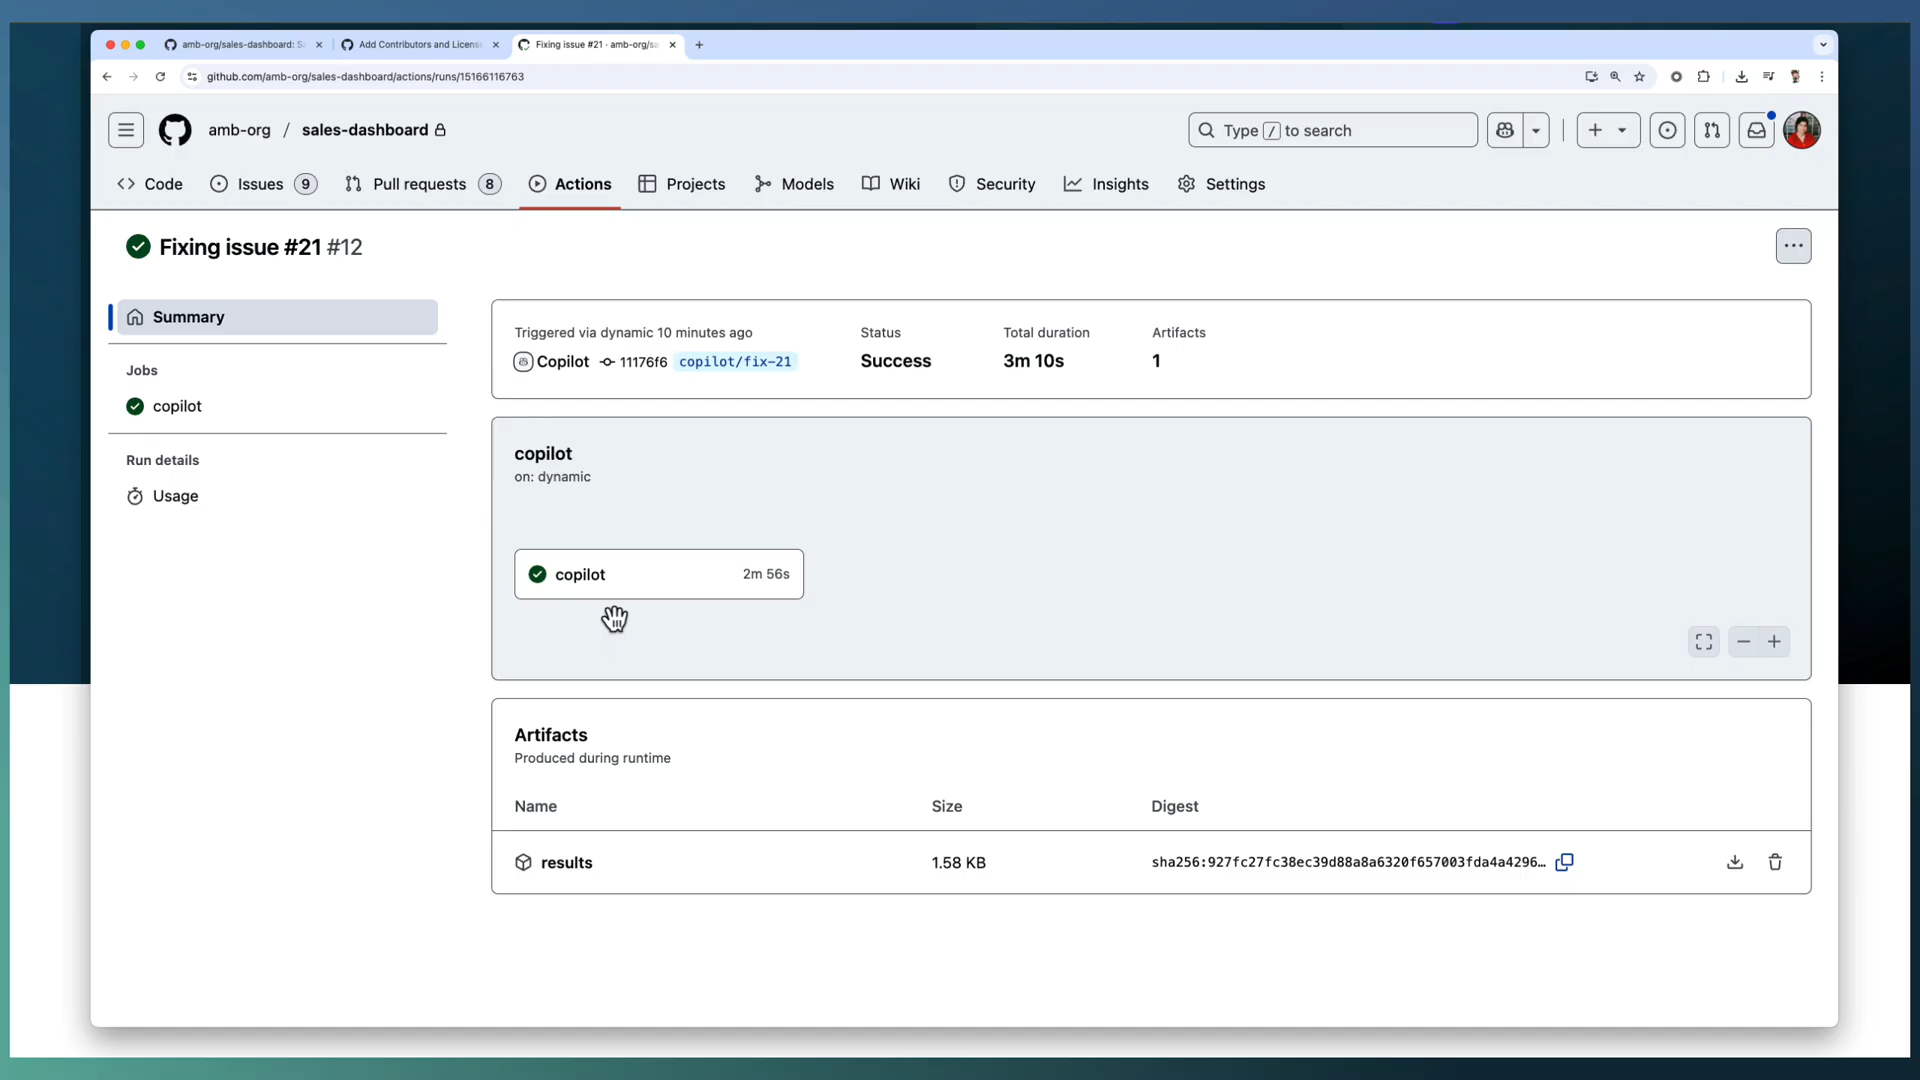 amb-org/sales-dashboard: S
Add Contributors and Licens
Fixing issue #21 · amb-org/sa
github.com/amb-org/sales-dashboard/actions/runs/15166116763
amb-org / sales-dashboard
Type / to search
Code
Issues 9
Pull requests 8
Actions
Projects
Models
Wiki
Security
Insights
Settings
Fixing issue #21 #12
Summary
Jobs
copilot
Run details
Usage
Triggered via dynamic 10 minutes ago
Copilot 11176f6 copilot/fix-21
Status
Success
Total duration
3m 10s
Artifacts
1
copilot
on: dynamic
copilot 2m 56s
Artifacts
Produced during runtime
Name Size Digest
results 1.58 KB sha256:927fc27fc38ec39d88a8a6320f657003fda4a4296…